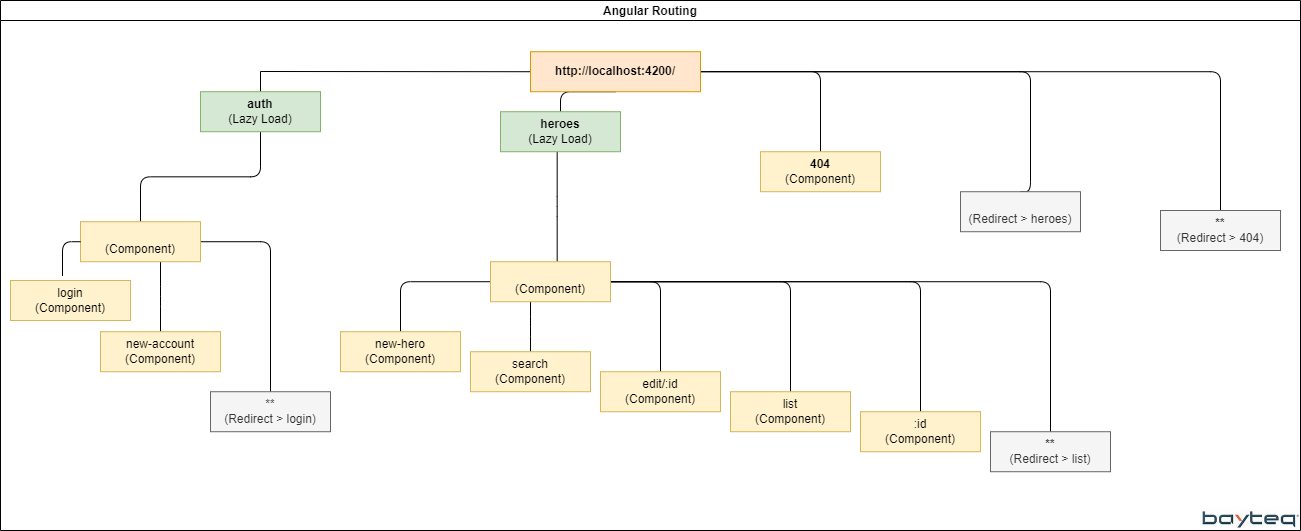 Angular Routing
http://localhost:4200/
auth
(Lazy Load)
heroes
(Lazy Load)
404
(Component)
(Redirect > heroes)
**
(Redirect > 404)
(Component)
login
(Component)
new-account
(Component)
**
(Redirect > login)
(Component)
new-hero
(Component)
search
(Component)
edit/:id
(Component)
list
(Component)
:id
(Component)
**
(Redirect > list)
bayteq